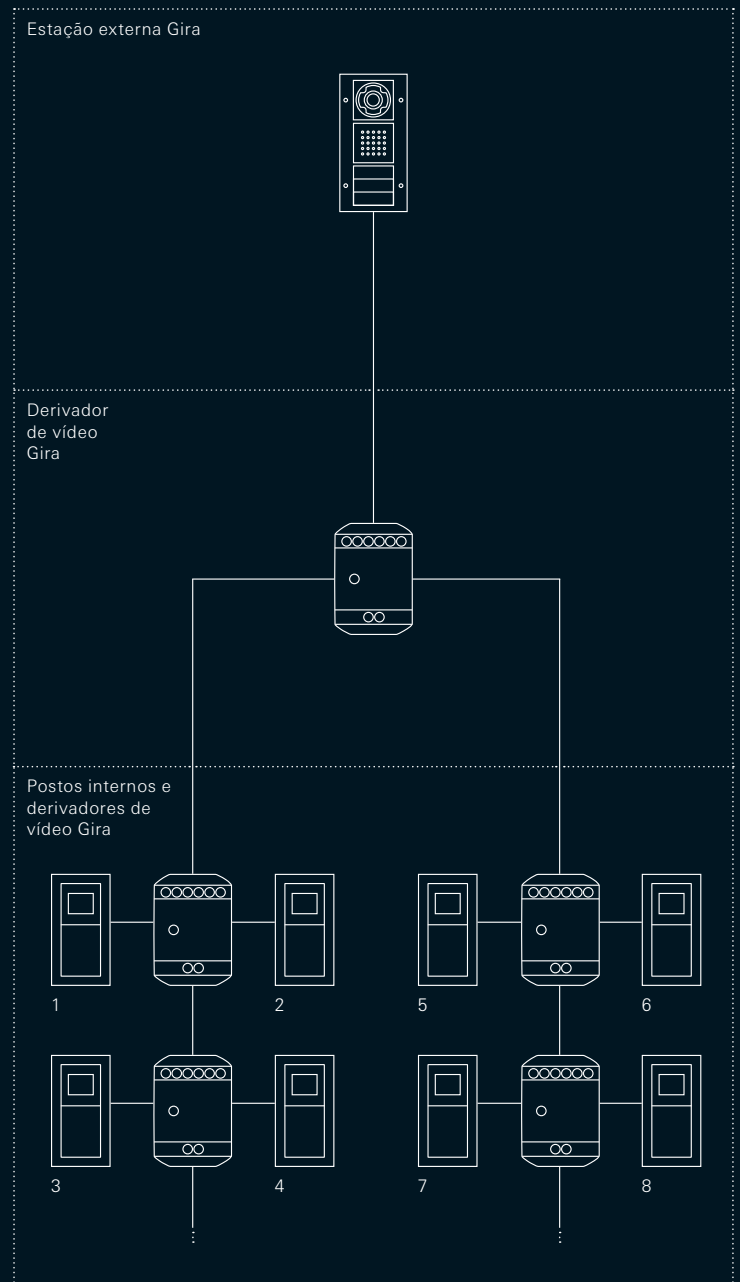 Estação externa Gira
Derivador
de vídeo
Gira
Postos internos e
derivadores de
vídeo Gira
1
2
5
6
3
4
7
8